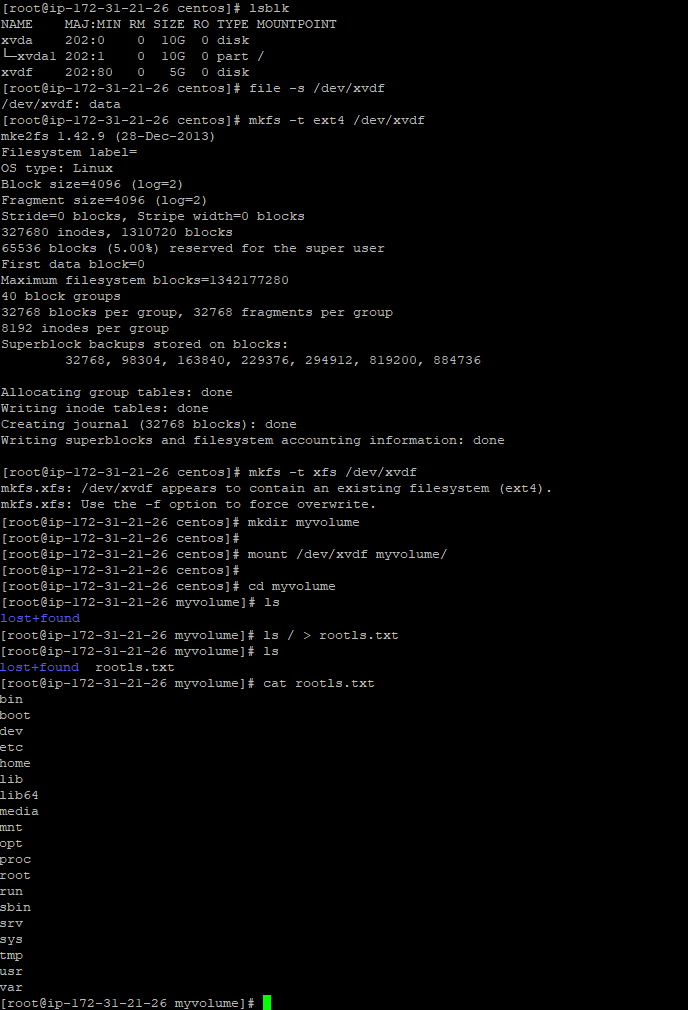 [root@ip-172-31-21-26 centos]# lsblk
NAME    MAJ:MIN RM SIZE RO TYPE MOUNTPOINT
xvda    202:0    0  10G  0 disk
└─xvda1 202:1    0  10G  0 part /
xvdf    202:80   0   5G  0 disk
[root@ip-172-31-21-26 centos]# file -s /dev/xvdf
/dev/xvdf: data
[root@ip-172-31-21-26 centos]# mkfs -t ext4 /dev/xvdf
mke2fs 1.42.9 (28-Dec-2013)
Filesystem label=
OS type: Linux
Block size=4096 (log=2)
Fragment size=4096 (log=2)
Stride=0 blocks, Stripe width=0 blocks
327680 inodes, 1310720 blocks
65536 blocks (5.00%) reserved for the super user
First data block=0
Maximum filesystem blocks=1342177280
40 block groups
32768 blocks per group, 32768 fragments per group
8192 inodes per group
Superblock backups stored on blocks:
        32768, 98304, 163840, 229376, 294912, 819200, 884736

Allocating group tables: done
Writing inode tables: done
Creating journal (32768 blocks): done
Writing superblocks and filesystem accounting information: done

[root@ip-172-31-21-26 centos]# mkfs -t xfs /dev/xvdf
mkfs.xfs: /dev/xvdf appears to contain an existing filesystem (ext4).
mkfs.xfs: Use the -f option to force overwrite.
[root@ip-172-31-21-26 centos]# mkdir myvolume
[root@ip-172-31-21-26 centos]#
[root@ip-172-31-21-26 centos]# mount /dev/xvdf myvolume/
[root@ip-172-31-21-26 centos]#
[root@ip-172-31-21-26 centos]# cd myvolume
[root@ip-172-31-21-26 myvolume]# ls
lost+found
[root@ip-172-31-21-26 myvolume]# ls / > rootls.txt
[root@ip-172-31-21-26 myvolume]# ls
lost+found  rootls.txt
[root@ip-172-31-21-26 myvolume]# cat rootls.txt
bin
boot
dev
etc
home
lib
lib64
media
mnt
opt
proc
root
run
sbin
srv
sys
tmp
usr
var
[root@ip-172-31-21-26 myvolume]#